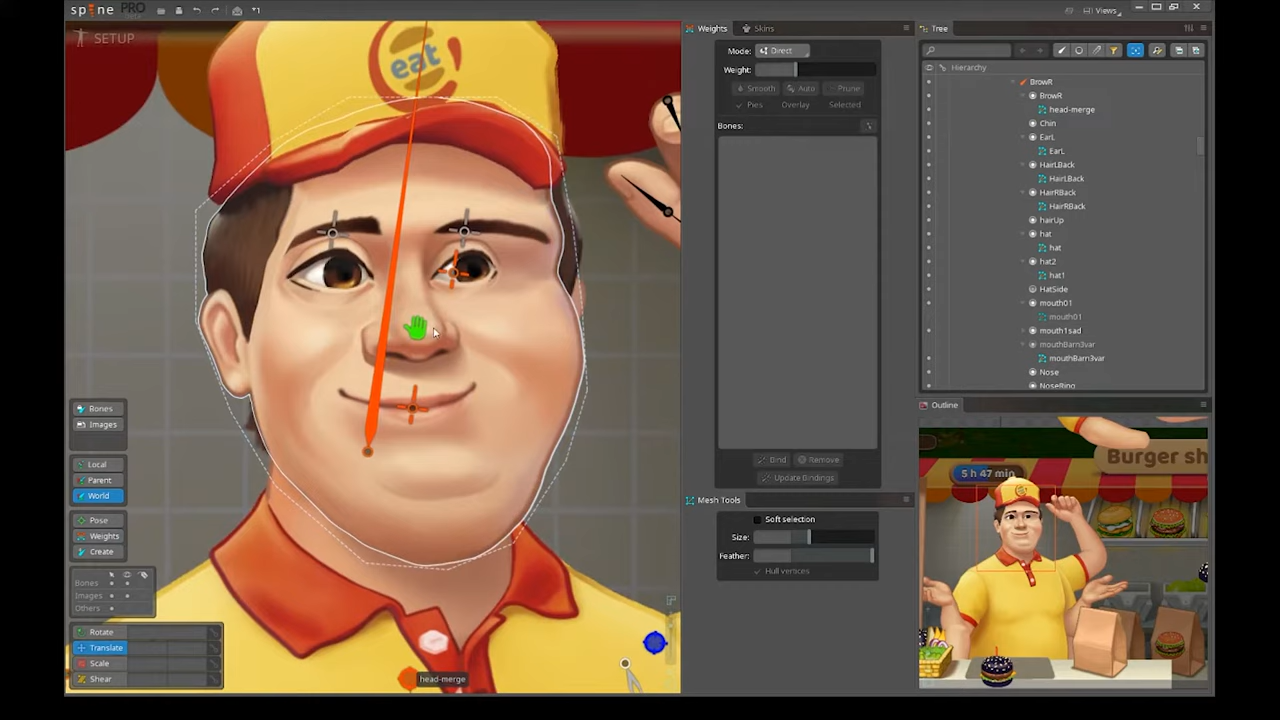 spine PRO
Views
SETUP
eat
Bones
Images
Local
Parent
World
Pose
Weights
Create
Bones
Images
Others
Rotate
Translate
Scale
Shear
head-merge
Weights
Skins
Mode:
Direct
Weight:
Smooth
Auto
Prune
Pies
Overlay
Selected
Bones:
Bind
Remove
Update Bindings
Mesh Tools
Soft selection
Size:
Feather:
Hull vertices
Tree
Hierarchy
BrowR
BrowR
head-merge
Chin
EarL
EarL
HairLBack
HairLBack
HairRBack
HairRBack
hairUp
hat
hat
hat2
hat1
HatSide
mouth01
mouth01
mouth1sad
mouthBarn3var
mouthBarn3var
Nose
NoseRing
Outline
5 h 47 min
Burger sh